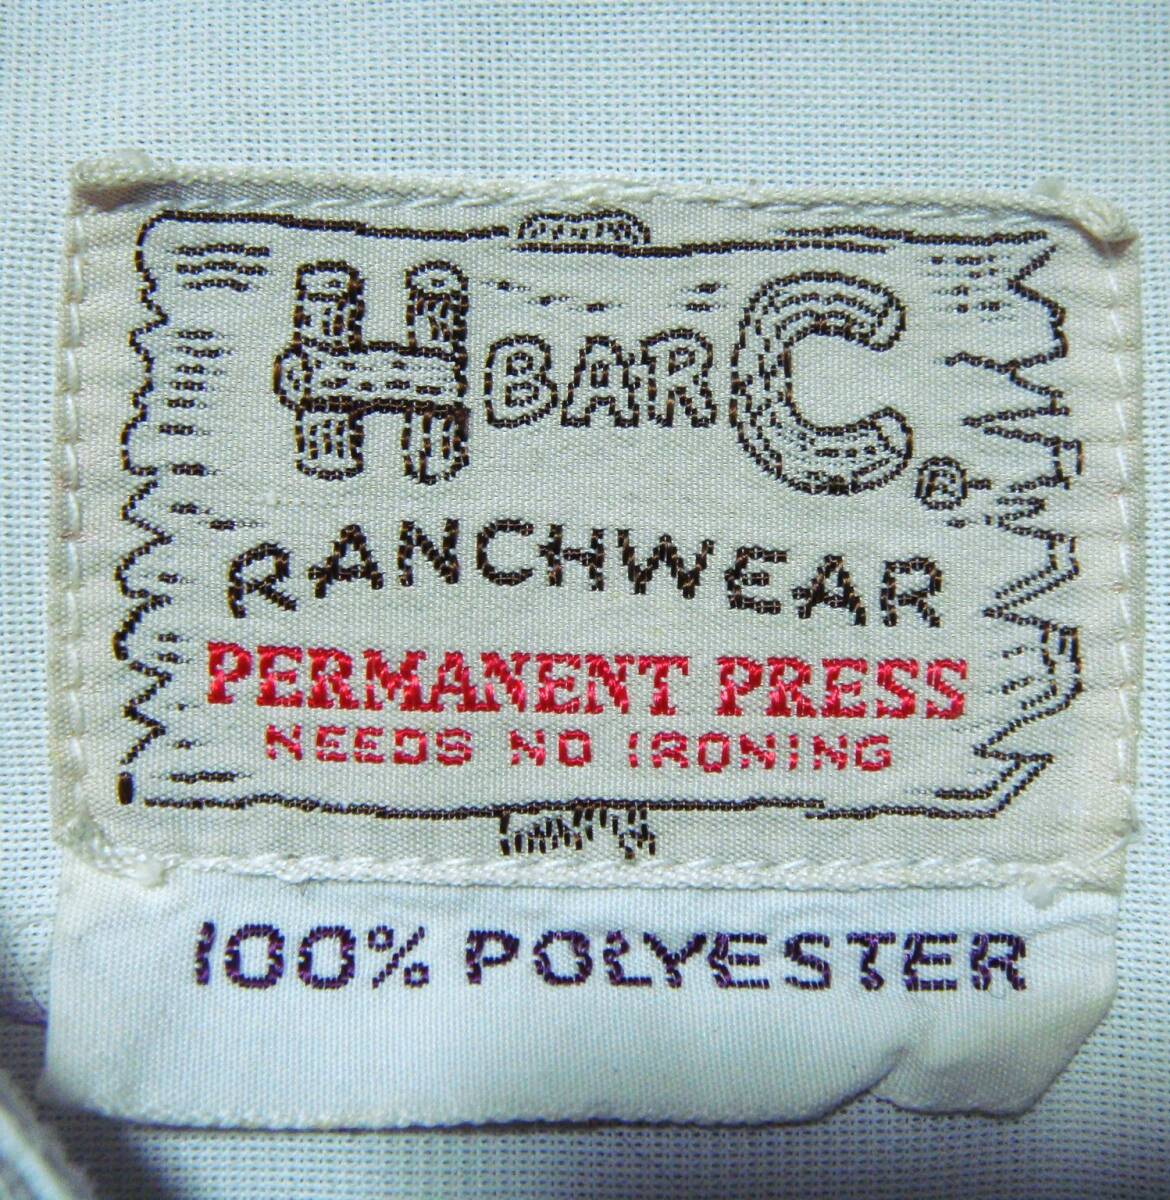 H BAR C®
RANCHWEAR
PERMANENT PRESS
NEEDS NO IRONING
100% POLYESTER